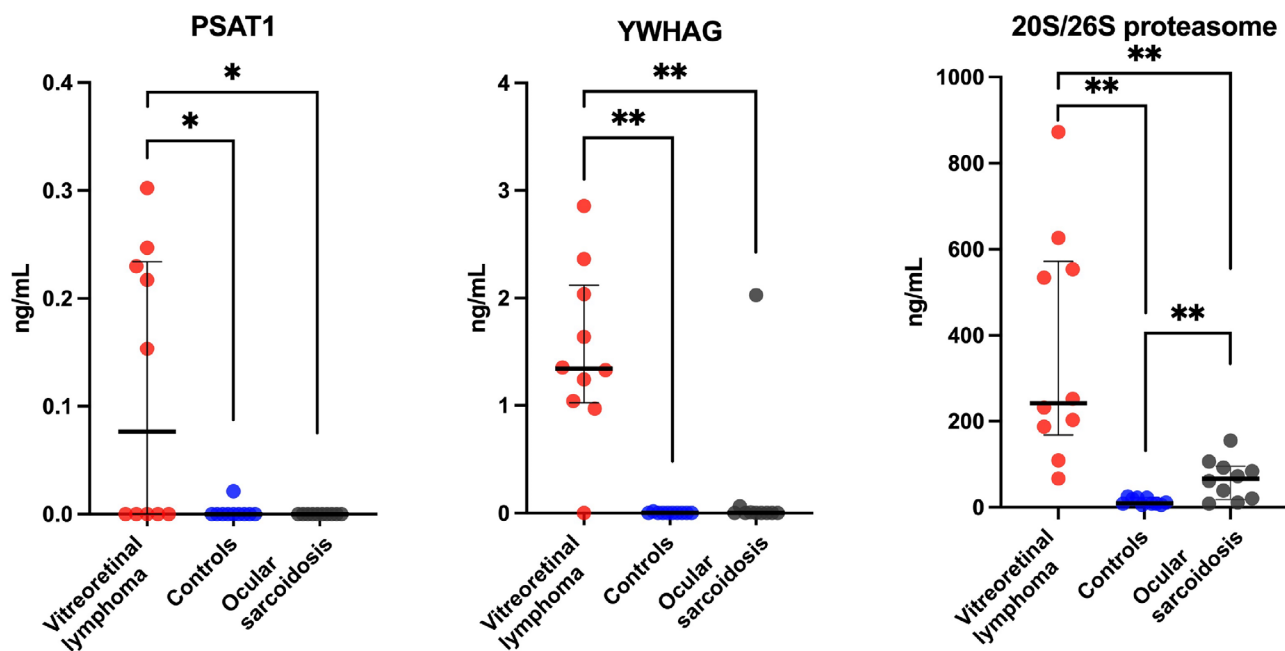 PSAT1
*
*
0.4
0.3
0.2
0.1
0.0
ng/mL
Vitreoretinal
lymphoma
Controls
Ocular
sarcoidosis
YWHAG
**
**
4
3
2
1
0
ng/mL
Vitreoretinal
lymphoma
Controls
Ocular
sarcoidosis
20S/26S proteasome
**
**
**
1000
800
600
400
200
0
ng/mL
Vitreoretinal
lymphoma
Controls
Ocular
sarcoidosis